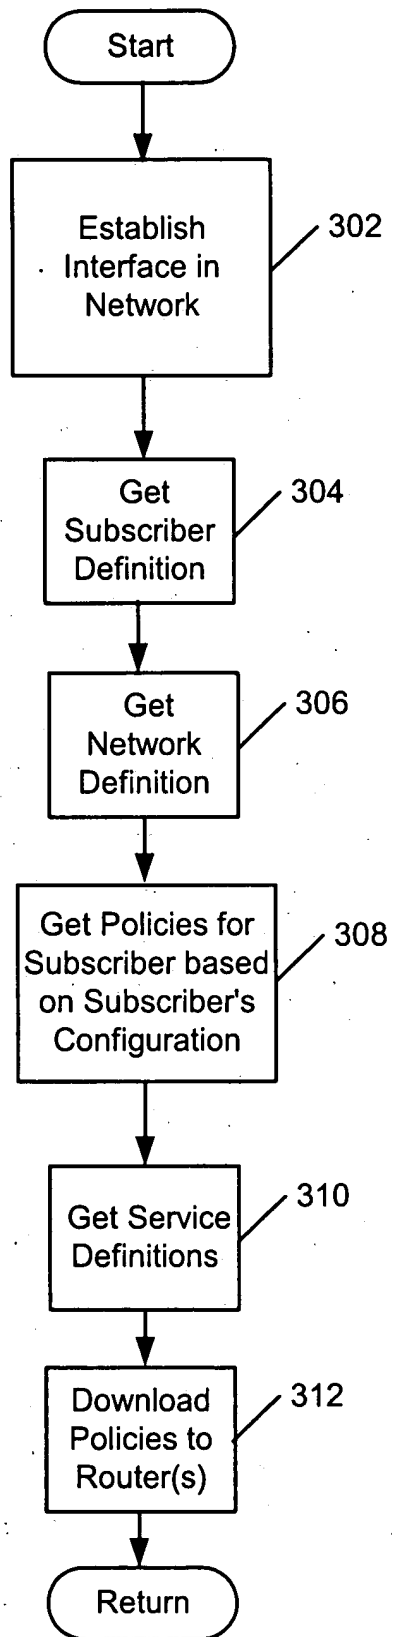 Start
Establish
Interface in
Network
302
Get
Subscriber
Definition
304
Get
Network
Definition
306
Get Policies for
Subscriber based
on Subscriber's
Configuration
308
Get Service
Definitions
310
Download
Policies to
Router(s)
312
Return